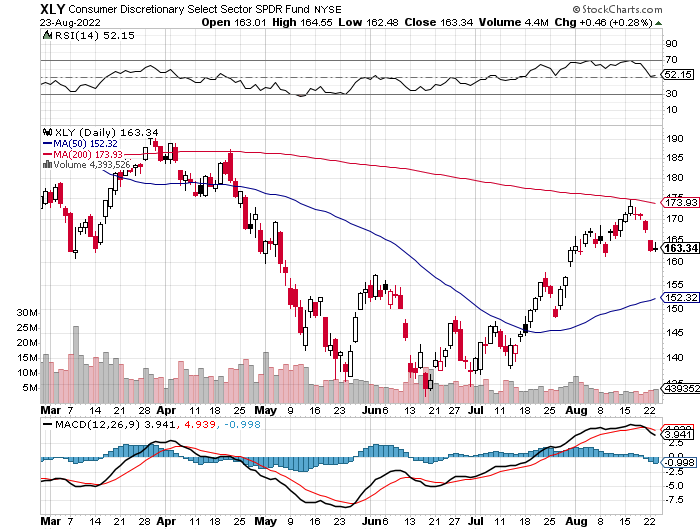 XLY Consumer Discretionary Select Sector SPDR Fund NYSE
© StockCharts.com
23-Aug-2022
Open 163.01 High 164.55 Low 162.48 Close 163.34 Volume 4.4M Chg +0.46 (+0.28%)
RSI(14) 52.15
90
70
52.15
30
10
XLY (Daily) 163.34
MA(50) 152.32
MA(200) 173.93
Volume 4,393,526
190
185
180
175
173.93
170
165
163.34
160
155
152.32
150
145
140
135
4393526
30M
25M
20M
15M
10M
5M
Mar 7 14 21 28 Apr 11 18 25 May 9 16 23 Jun 6 13 21 27 Jul 11 18 25 Aug 8 15 22
MACD(12,26,9) 3.941, 4.939, -0.998
4.939
3.941
2.5
0.0
-0.998
-2.5
-5.0
-7.5
Mar 7 14 21 28 Apr 11 18 25 May 9 16 23 Jun 6 13 21 27 Jul 11 18 25 Aug 8 15 22